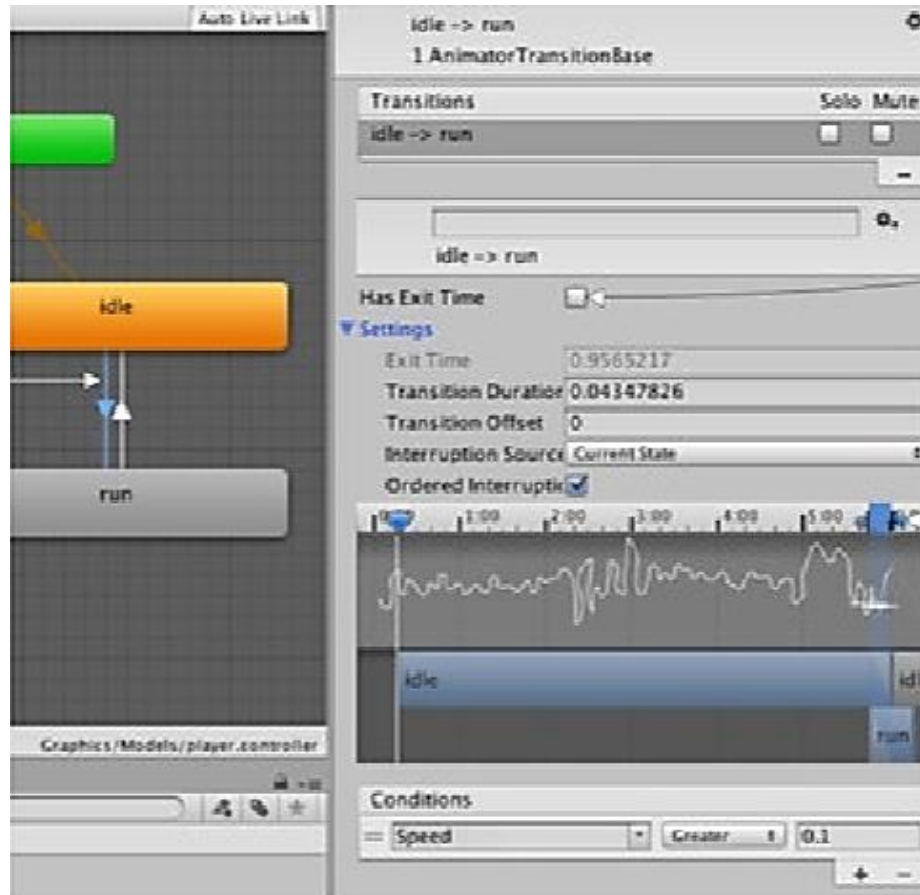 Auto Live Link
idle
run
Graphics/Models/player.controller
idle -> run
1 AnimatorTransitionBase
Transitions Solo Mute
idle -> run
idle -> run
Has Exit Time
Settings
Exit Time 0.9565217
Transition Duration 0.04347826
Transition Offset 0
Interruption Source Current State
Ordered Interruptic
1:00 2:00 3:00 4:00 5:00
idle idl
run
Conditions
Speed Greater 0.1